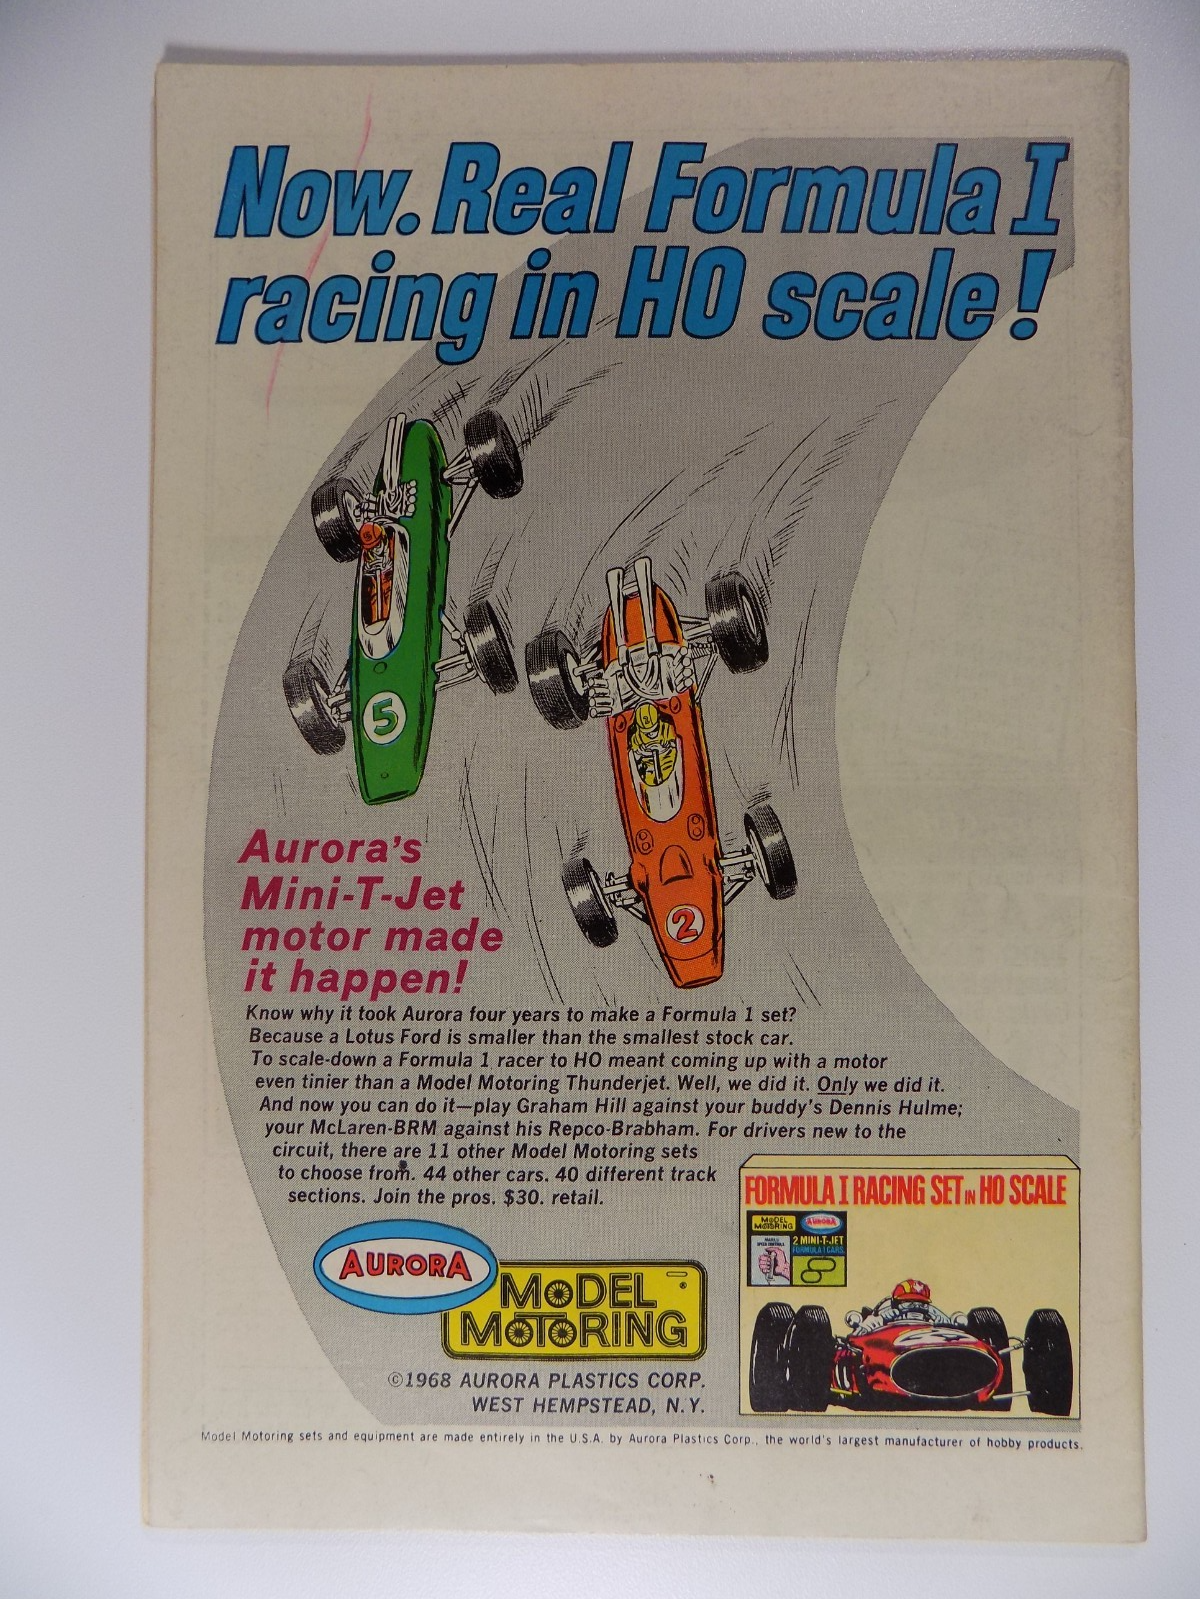 Now. Real Formula I
racing in HO scale!
5
2
Aurora's
Mini-T-Jet
motor made
it happen!
Know why it took Aurora four years to make a Formula 1 set?
Because a Lotus Ford is smaller than the smallest stock car.
To scale-down a Formula 1 racer to HO meant coming up with a motor
even tinier than a Model Motoring Thunderjet. Well, we did it. Only we did it.
And now you can do it—play Graham Hill against your buddy's Dennis Hulme;
your McLaren-BRM against his Repco-Brabham. For drivers new to the
circuit, there are 11 other Model Motoring sets
to choose from. 44 other cars. 40 different track
sections. Join the pros. $30. retail.
FORMULA I RACING SET IN HO SCALE
MODEL
MOTORING
AURORA
2 MINI-T-JET
FORMULA 1 CARS
AURORA
MODEL
MOTORING
®
©1968 AURORA PLASTICS CORP.
WEST HEMPSTEAD, N.Y.
Model Motoring sets and equipment are made entirely in the U.S.A. by Aurora Plastics Corp., the world's largest manufacturer of hobby products.